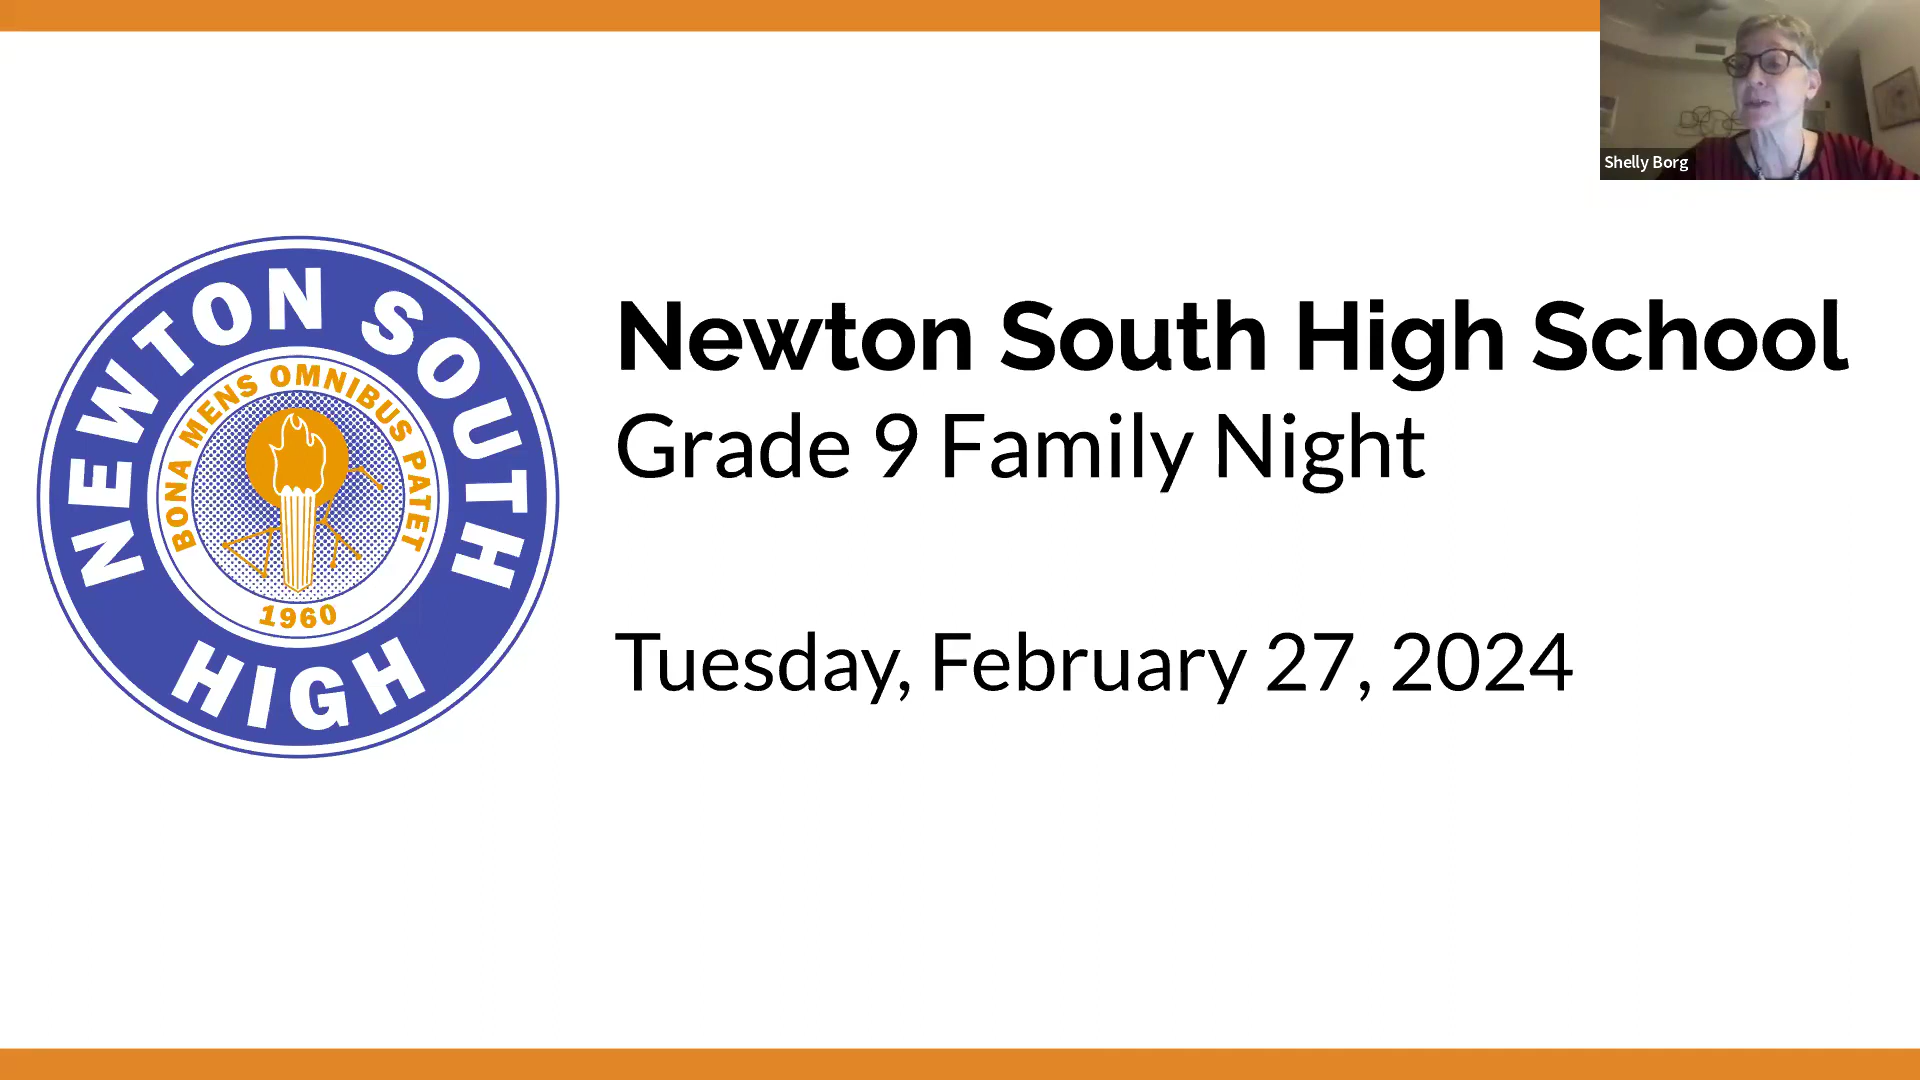 Shelly Borg
NEWTON SOUTH
HIGH
BONA MENS OMNIBUS PATET
1960
Newton South High School
Grade 9 Family Night
Tuesday, February 27, 2024